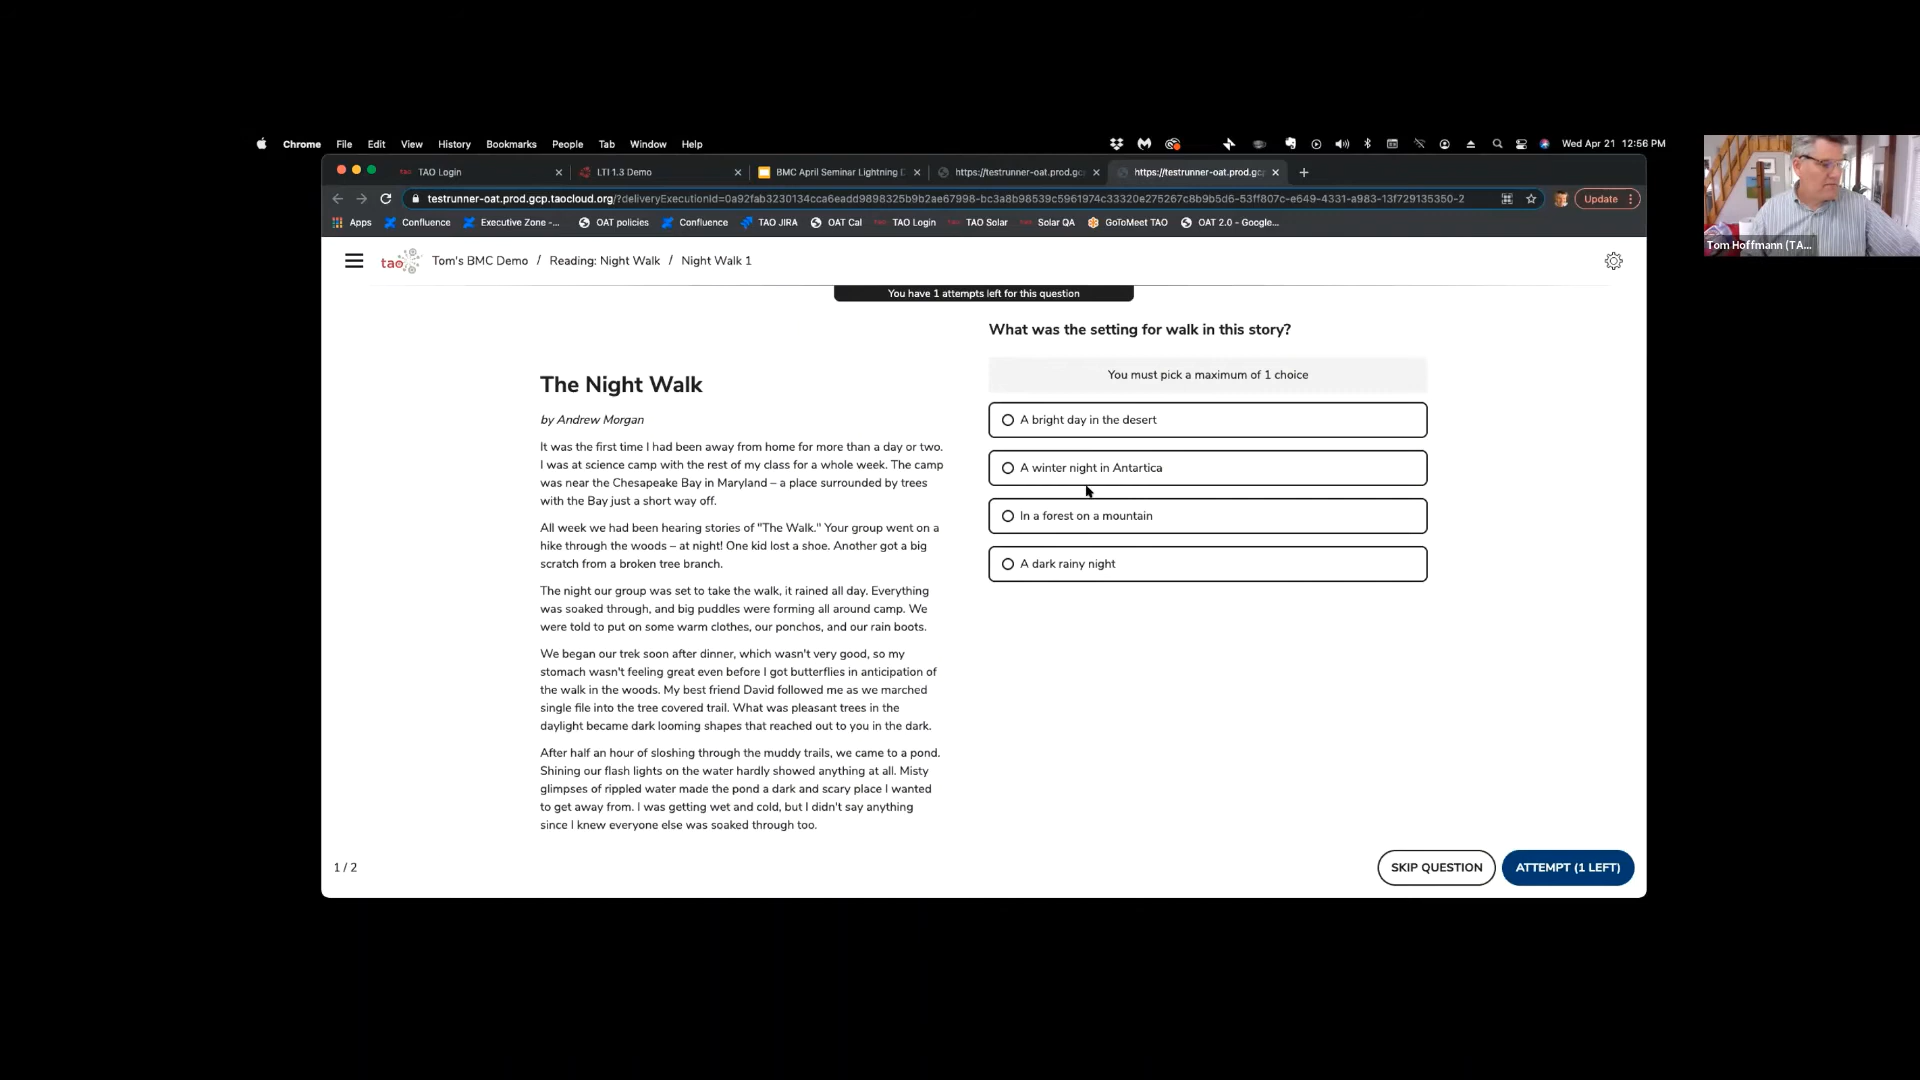 Chrome File Edit View History Bookmarks People Tab Window Help Wed Apr 21 12:56 PM
TAO Login LTI 1.3 Demo BMC April Seminar Lightning D https://testrunner-oat.prod.gc https://testrunner-oat.prod.gc
testrunner-oat.prod.gcp.taocloud.org/?deliveryExecutionId=0a92fab3230134cca6eadd9898325b9b2ae67998-bc3a8b98539c5961974c33320e275267c8b9b5d6-53ff807c-e649-4331-a983-13f729135350-2 Update
Apps Confluence Executive Zone -... OAT policies Confluence TAO JIRA OAT Cal TAO Login TAO Solar Solar QA GoToMeet TAO OAT 2.0 - Google...
Tom Hoffmann (TA...
tao Tom's BMC Demo / Reading: Night Walk / Night Walk 1
You have 1 attempts left for this question
The Night Walk
by Andrew Morgan
It was the first time I had been away from home for more than a day or two.
I was at science camp with the rest of my class for a whole week. The camp
was near the Chesapeake Bay in Maryland – a place surrounded by trees
with the Bay just a short way off.
All week we had been hearing stories of "The Walk." Your group went on a
hike through the woods – at night! One kid lost a shoe. Another got a big
scratch from a broken tree branch.
The night our group was set to take the walk, it rained all day. Everything
was soaked through, and big puddles were forming all around camp. We
were told to put on some warm clothes, our ponchos, and our rain boots.
We began our trek soon after dinner, which wasn't very good, so my
stomach wasn't feeling great even before I got butterflies in anticipation of
the walk in the woods. My best friend David followed me as we marched
single file into the tree covered trail. What was pleasant trees in the
daylight became dark looming shapes that reached out to you in the dark.
After half an hour of sloshing through the muddy trails, we came to a pond.
Shining our flash lights on the water hardly showed anything at all. Misty
glimpses of rippled water made the pond a dark and scary place I wanted
to get away from. I was getting wet and cold, but I didn't say anything
since I knew everyone else was soaked through too.
What was the setting for walk in this story?
You must pick a maximum of 1 choice
A bright day in the desert
A winter night in Antartica
In a forest on a mountain
A dark rainy night
1 / 2
SKIP QUESTION ATTEMPT (1 LEFT)